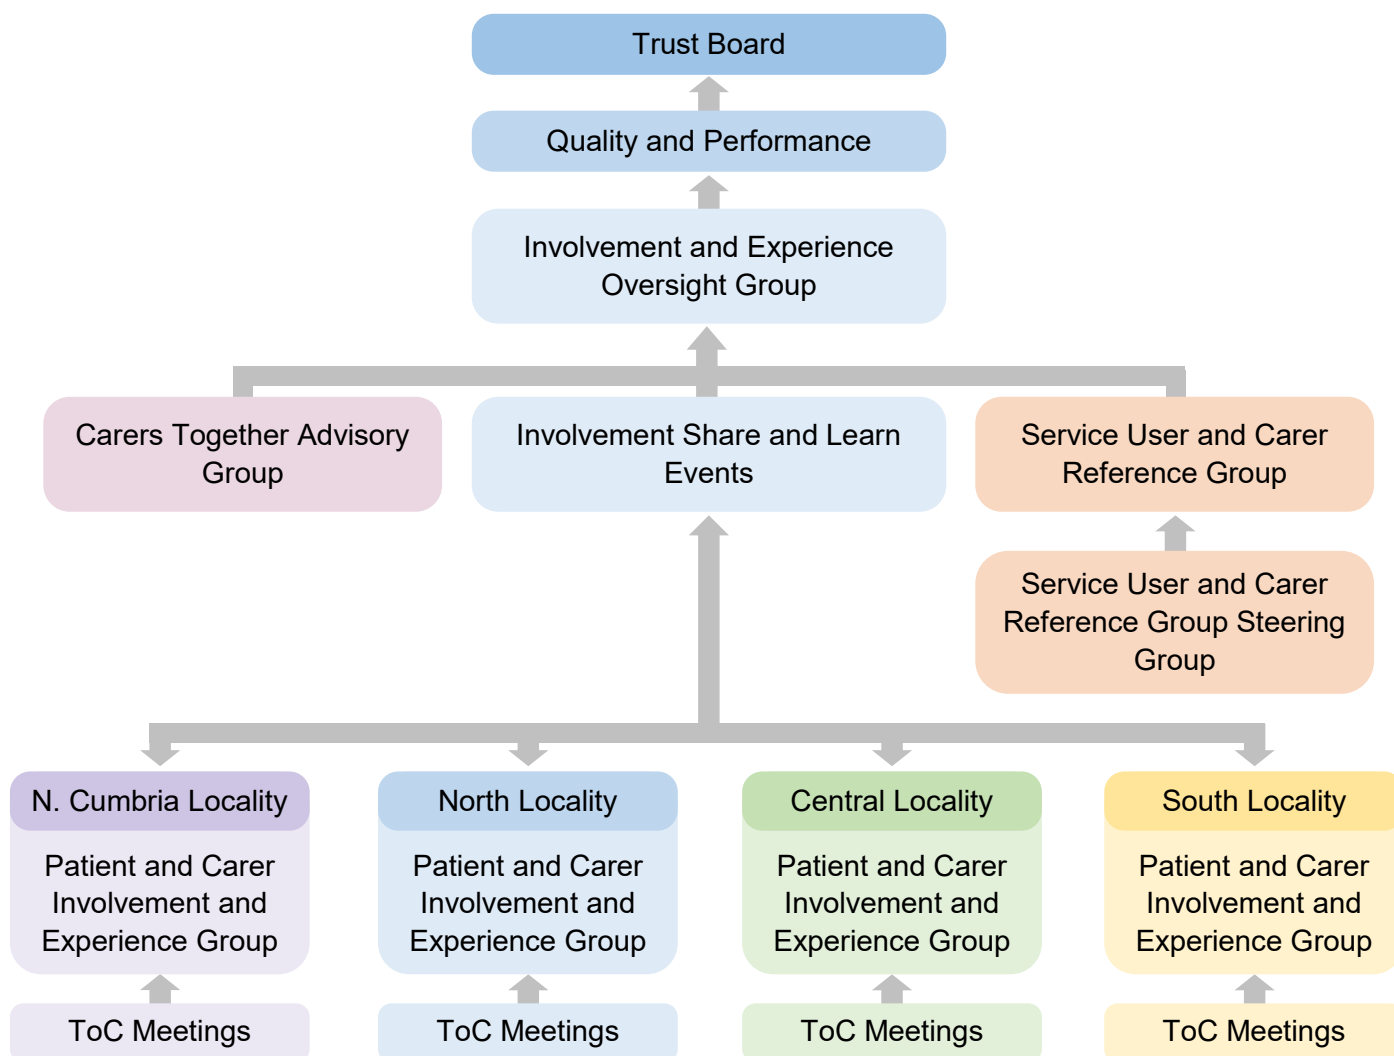 Trust Board
Quality and Performance
Involvement and Experience
Oversight Group
Carers Together Advisory
Group
Involvement Share and Learn
Events
Service User and Carer
Reference Group
Service User and Carer
Reference Group Steering
Group
N. Cumbria Locality
Patient and Carer
Involvement and
Experience Group
ToC Meetings
North Locality
Patient and Carer
Involvement and
Experience Group
ToC Meetings
Central Locality
Patient and Carer
Involvement and
Experience Group
ToC Meetings
South Locality
Patient and Carer
Involvement and
Experience Group
ToC Meetings